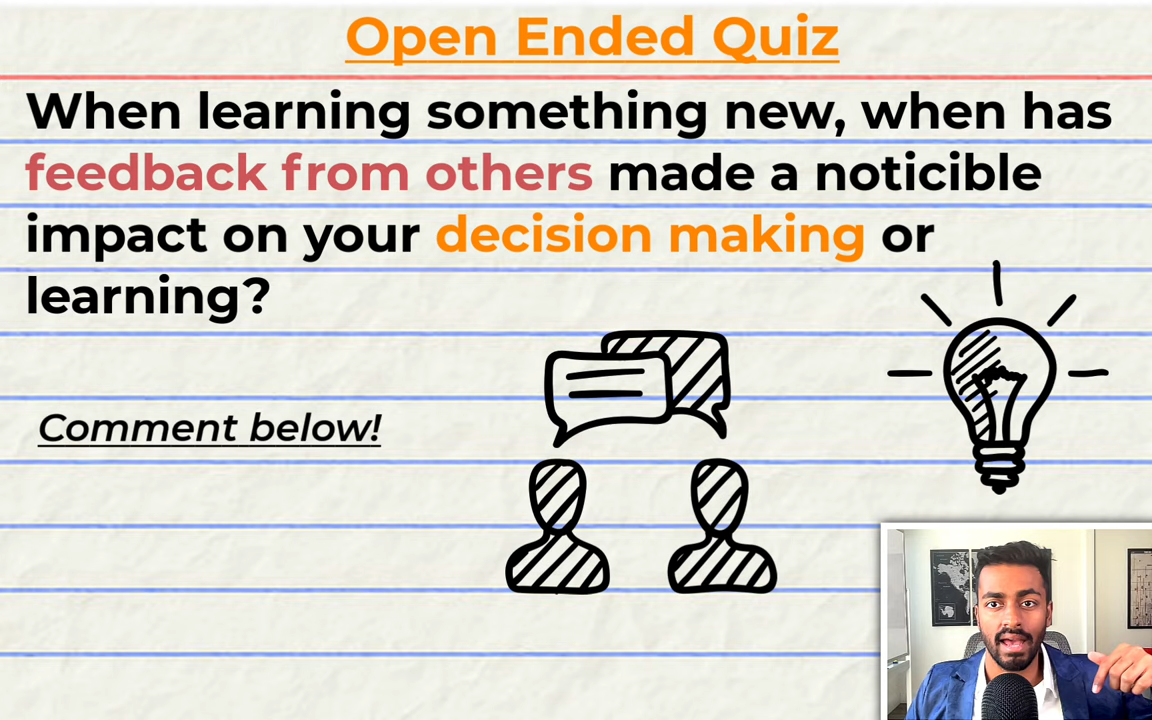 Open Ended Quiz
When learning something new, when has
feedback from others made a noticible
impact on your decision making or
learning?
Comment below!